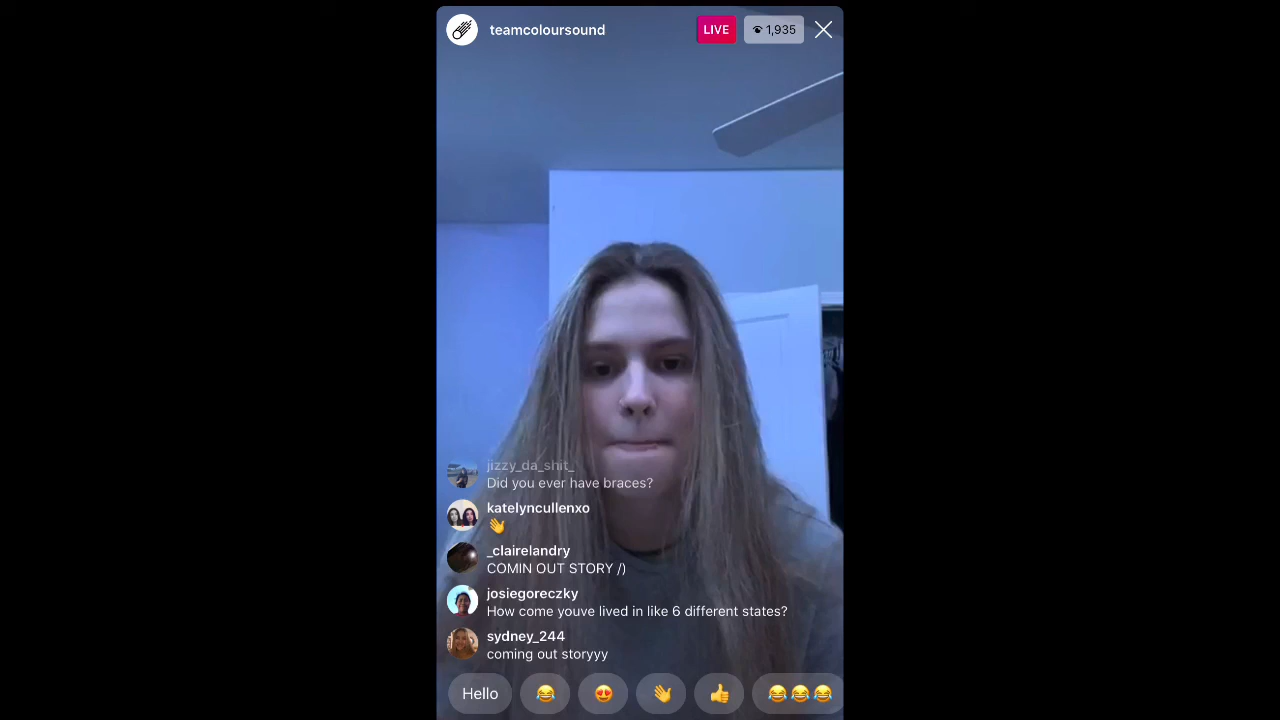 teamcoloursound
LIVE
1,935
jizzy_da_shit_
Did you ever have braces?
katelyncullenxo
👋
_clairelandry
COMIN OUT STORY /)
josiegoreczky
How come youve lived in like 6 different states?
sydney_244
coming out storyyy
Hello 😂 😍 👋 👍 😂😂😂